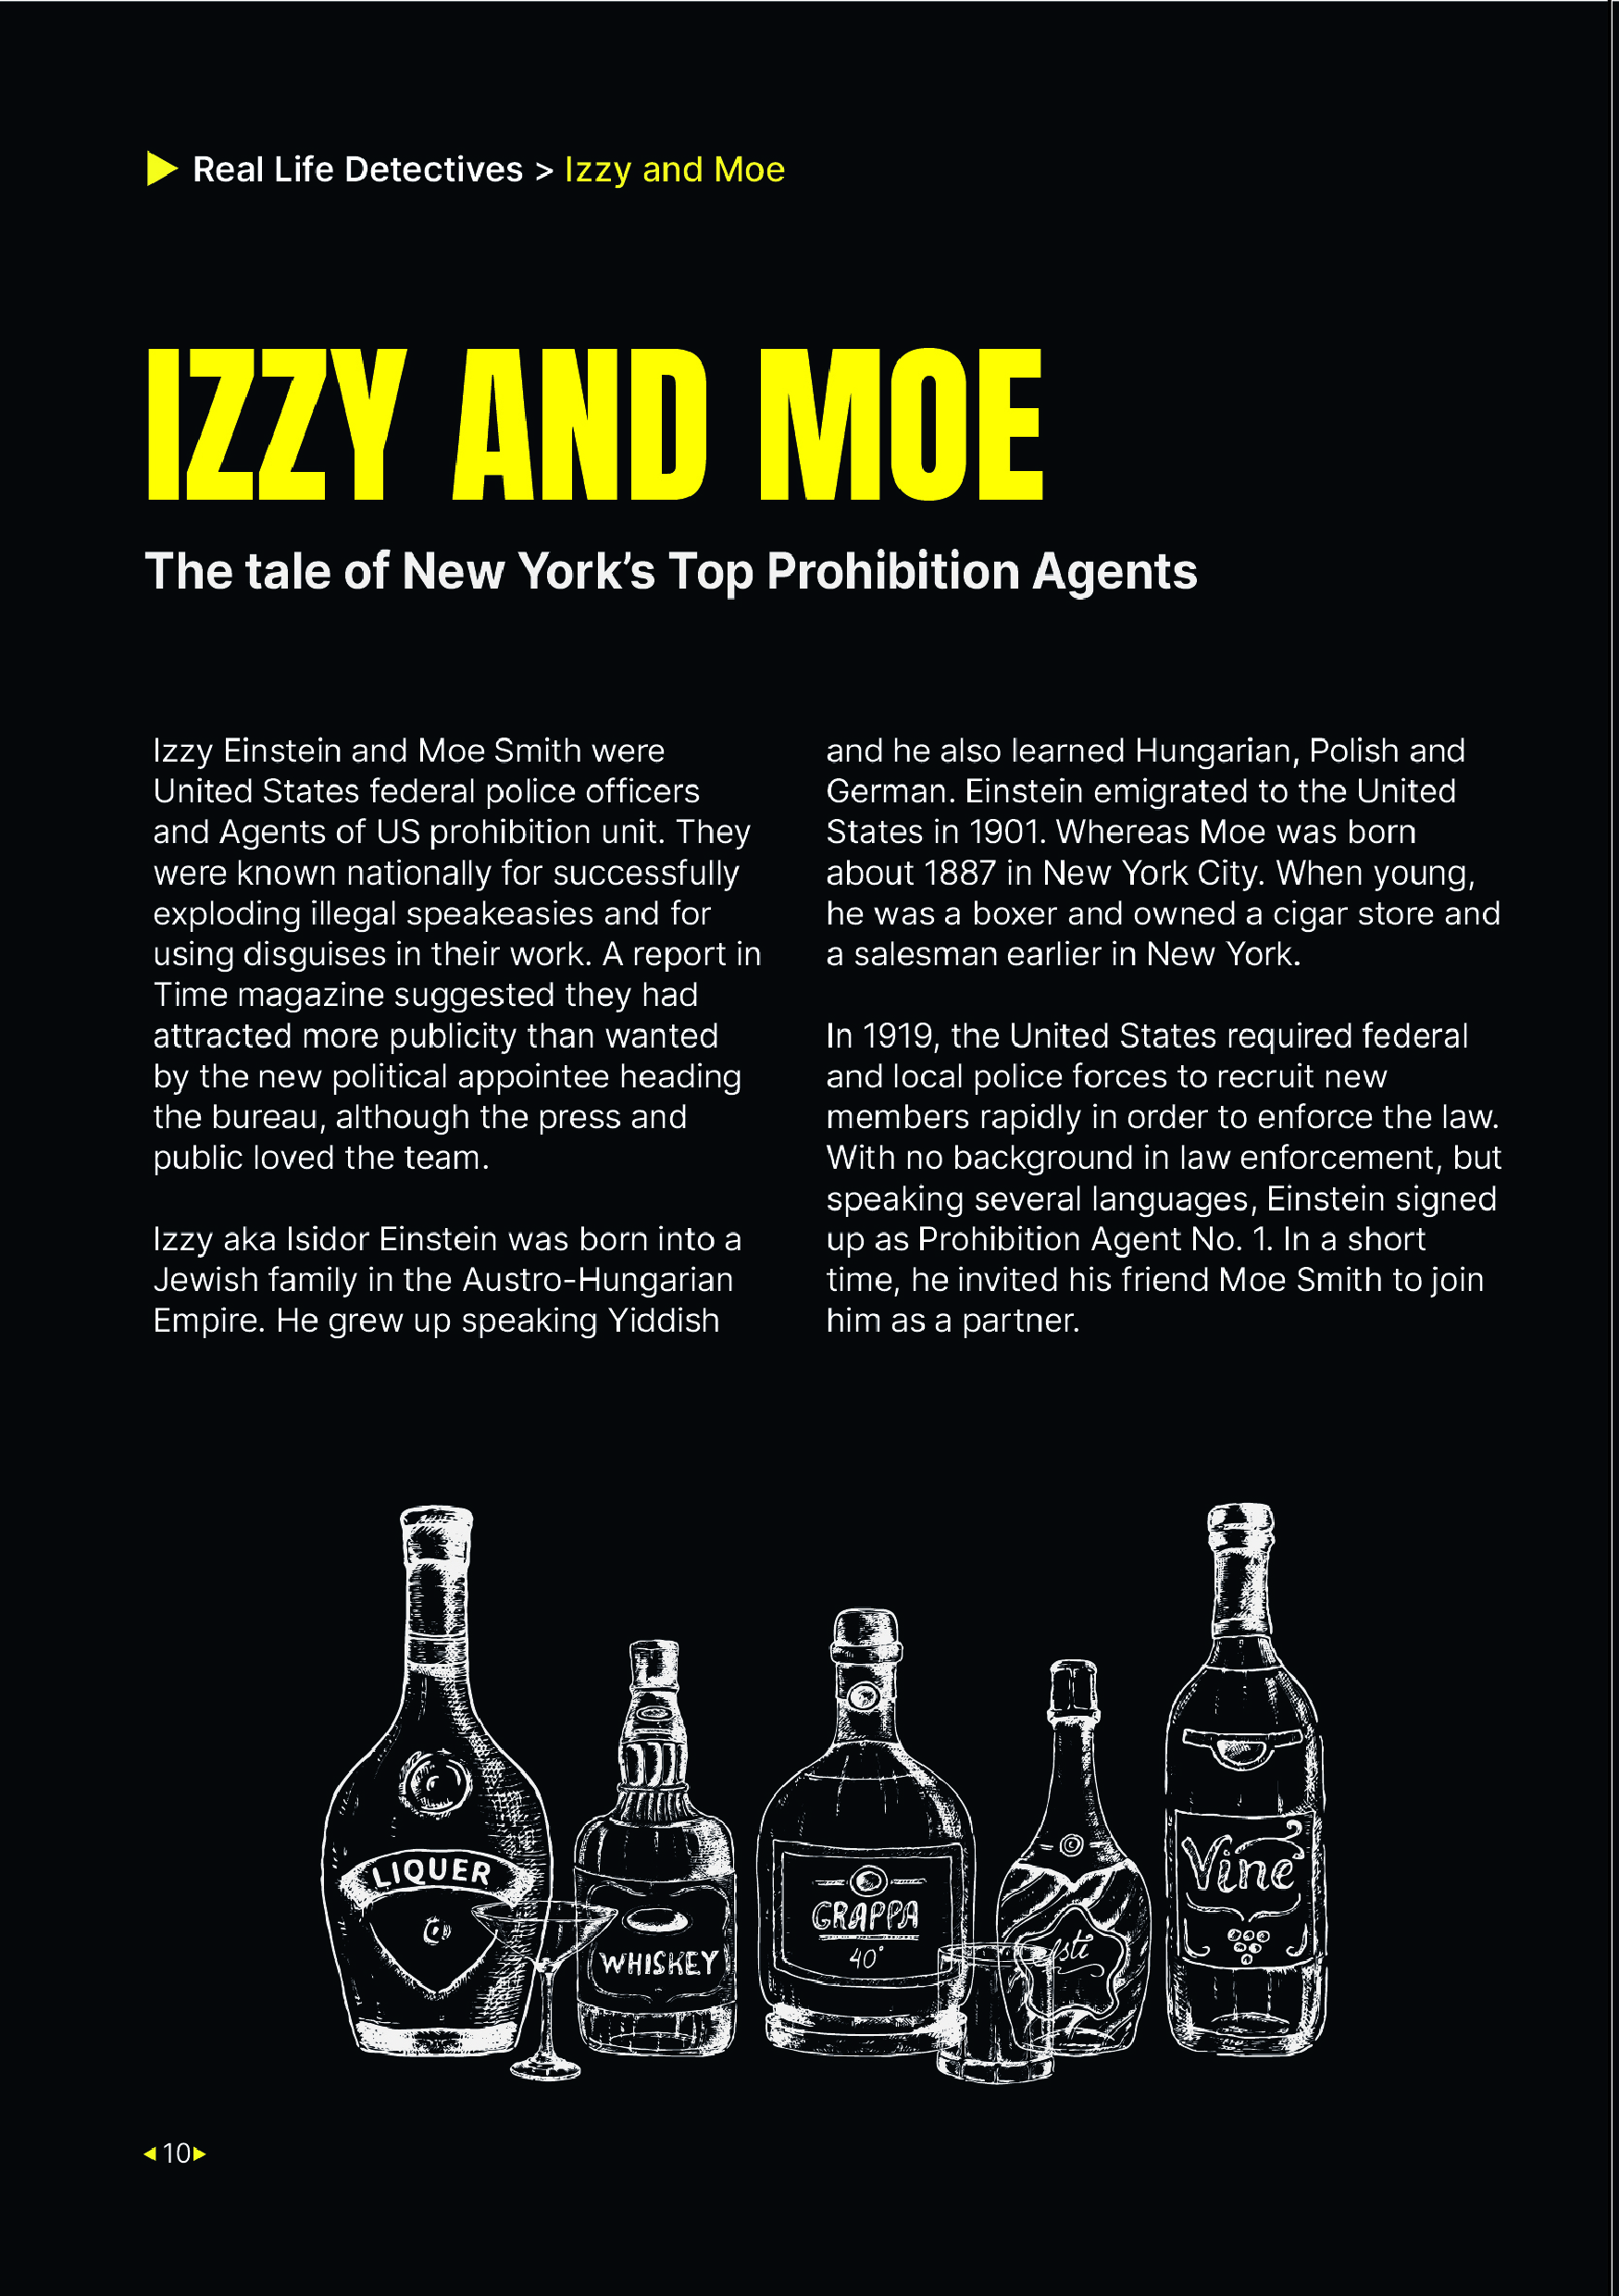 Real Life Detectives > Izzy and Moe
IZZY AND MOE
The tale of New York's Top Prohibition Agents
Izzy Einstein and Moe Smith were
United States federal police officers
and Agents of US prohibition unit. They
were known nationally for successfully
exploding illegal speakeasies and for
using disguises in their work. A report in
Time magazine suggested they had
attracted more publicity than wanted
by the new political appointee heading
the bureau, although the press and
public loved the team.
Izzy aka Isidor Einstein was born into a
Jewish family in the Austro-Hungarian
Empire. He grew up speaking Yiddish
and he also learned Hungarian, Polish and
German. Einstein emigrated to the United
States in 1901. Whereas Moe was born
about 1887 in New York City. When young,
he was a boxer and owned a cigar store and
a salesman earlier in New York.
In 1919, the United States required federal
and local police forces to recruit new
members rapidly in order to enforce the law.
With no background in law enforcement, but
speaking several languages, Einstein signed
up as Prohibition Agent No. 1. In a short
time, he invited his friend Moe Smith to join
him as a partner.
LIQUER
WHISKEY
GRAPPA
40°
Vine
10